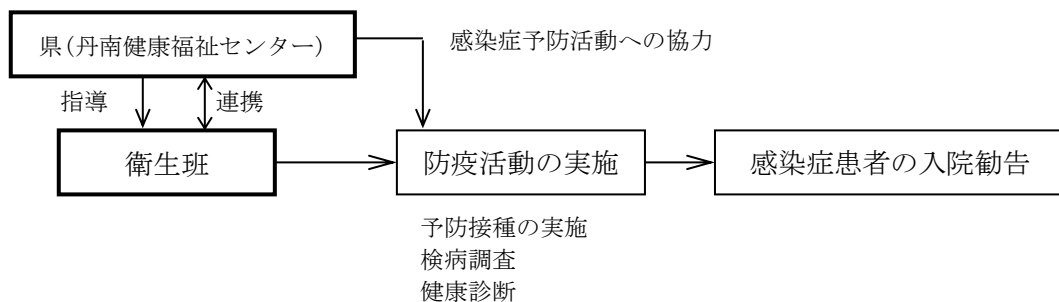 県(丹南健康福祉センター)
感染症予防活動への協力
指導
連携
衛生班
防疫活動の実施
感染症患者の入院勧告
予防接種の実施
検病調査
健康診断